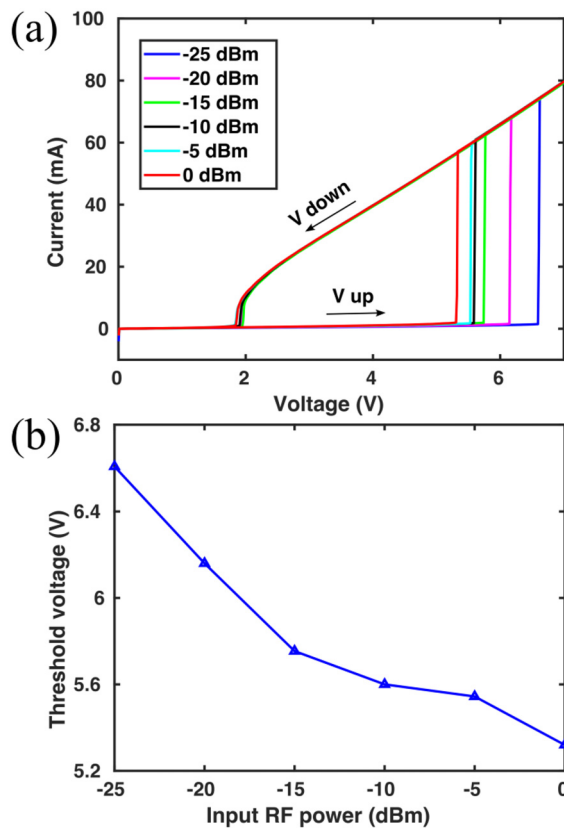 (a)
100
80
60
40
20
0
Current (mA)
-25 dBm
-20 dBm
-15 dBm
-10 dBm
-5 dBm
0 dBm
V down
V up
0 2 4 6
Voltage (V)
(b)
6.8
6.4
6
5.6
5.2
Threshold voltage (V)
-25 -20 -15 -10 -5 0
Input RF power (dBm)